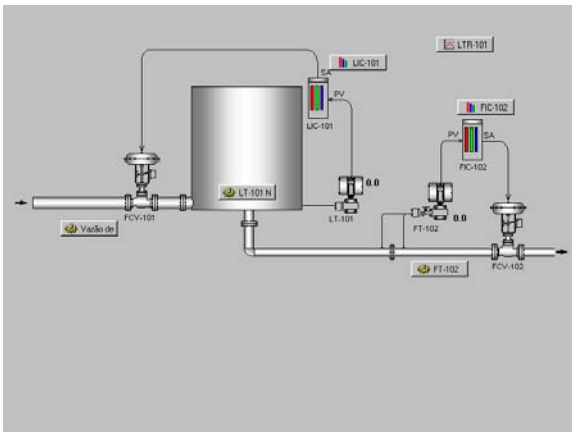 LTR-101
LIC-101
SA
PV
LIC-101
FIC-102
PV
SA
FIC-102
LT-101 N
0.0
LT-101
0.0
FT-102
FCV-101
Vazão de
FT-102
FCV-102